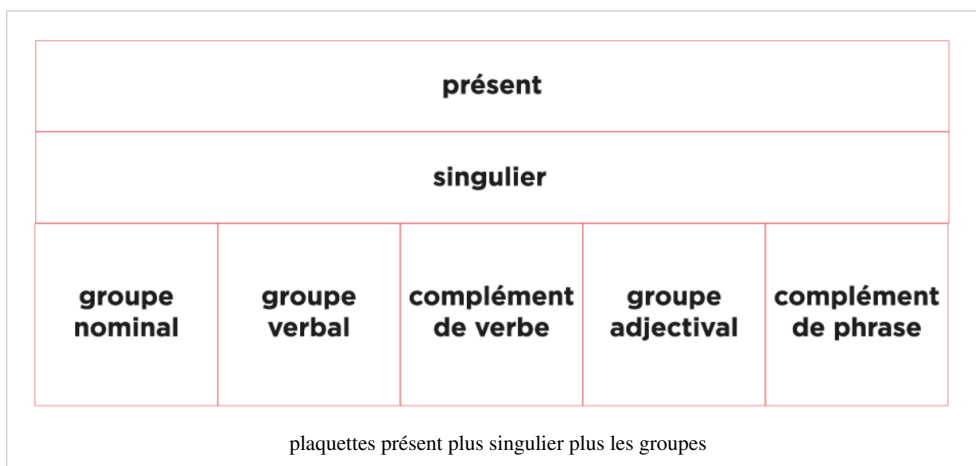 présent
singulier
groupe
nominal
groupe
verbal
complément
de verbe
groupe
adjectival
complément
de phrase
plaquettes présent plus singulier plus les groupes